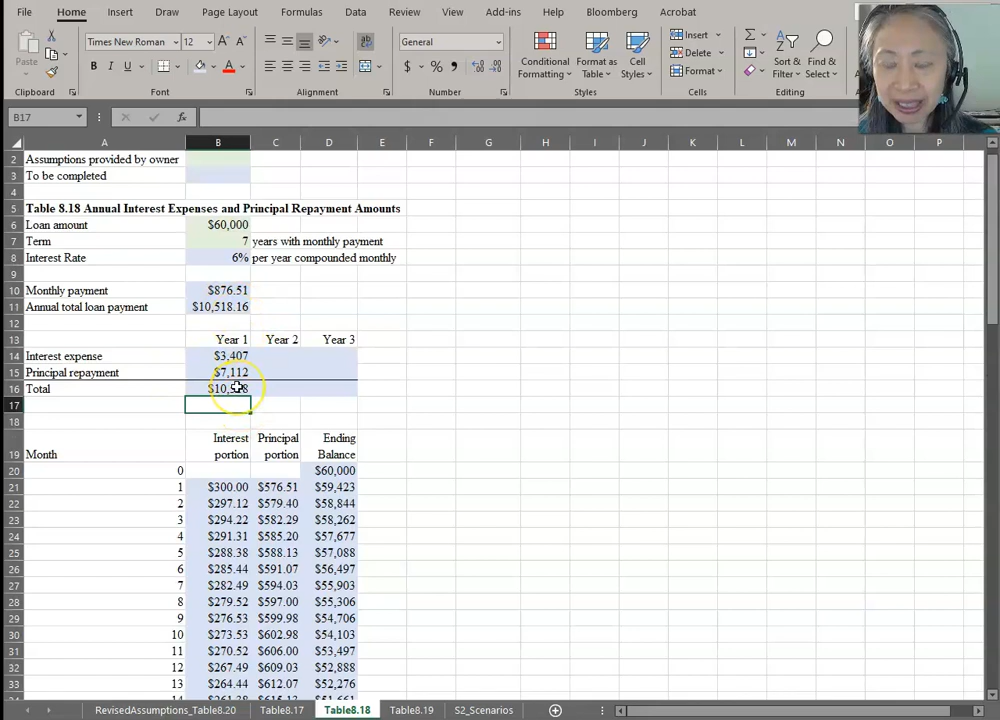 File Home Insert Draw Page Layout Formulas Data Review View Add-ins Help Bloomberg Acrobat
Paste
Times New Roman 12 A A
B I U A
General
$ % 9
Conditional Formatting
Format as Table
Cell Styles
Insert
Delete
Format
Sort & Filter
Find & Select
Clipboard Font Alignment Number Styles Cells Editing
B17 fx
A B C D E F G H I J K L M N O P
2 Assumptions provided by owner
3 To be completed
4
5 Table 8.18 Annual Interest Expenses and Principal Repayment Amounts
6 Loan amount $60,000
7 Term 7 years with monthly payment
8 Interest Rate 6% per year compounded monthly
9
10 Monthly payment $876.51
11 Annual total loan payment $10,518.16
12
13 Year 1 Year 2 Year 3
14 Interest expense $3,407
15 Principal repayment $7,112
16 Total
17
18
19 Month Interest portion Principal portion Ending Balance
20 0 $60,000
21 1 $300.00 $576.51 $59,423
22 2 $297.12 $579.40 $58,844
23 3 $294.22 $582.29 $58,262
24 4 $291.31 $585.20 $57,677
25 5 $288.38 $588.13 $57,088
26 6 $285.44 $591.07 $56,497
27 7 $282.49 $594.03 $55,903
28 8 $279.52 $597.00 $55,306
29 9 $276.53 $599.98 $54,706
30 10 $273.53 $602.98 $54,103
31 11 $270.52 $606.00 $53,497
32 12 $267.49 $609.03 $52,888
33 13 $264.44 $612.07 $52,276
RevisedAssumptions_Table8.20 Table8.17 Table8.18 Table8.19 S2_Scenarios